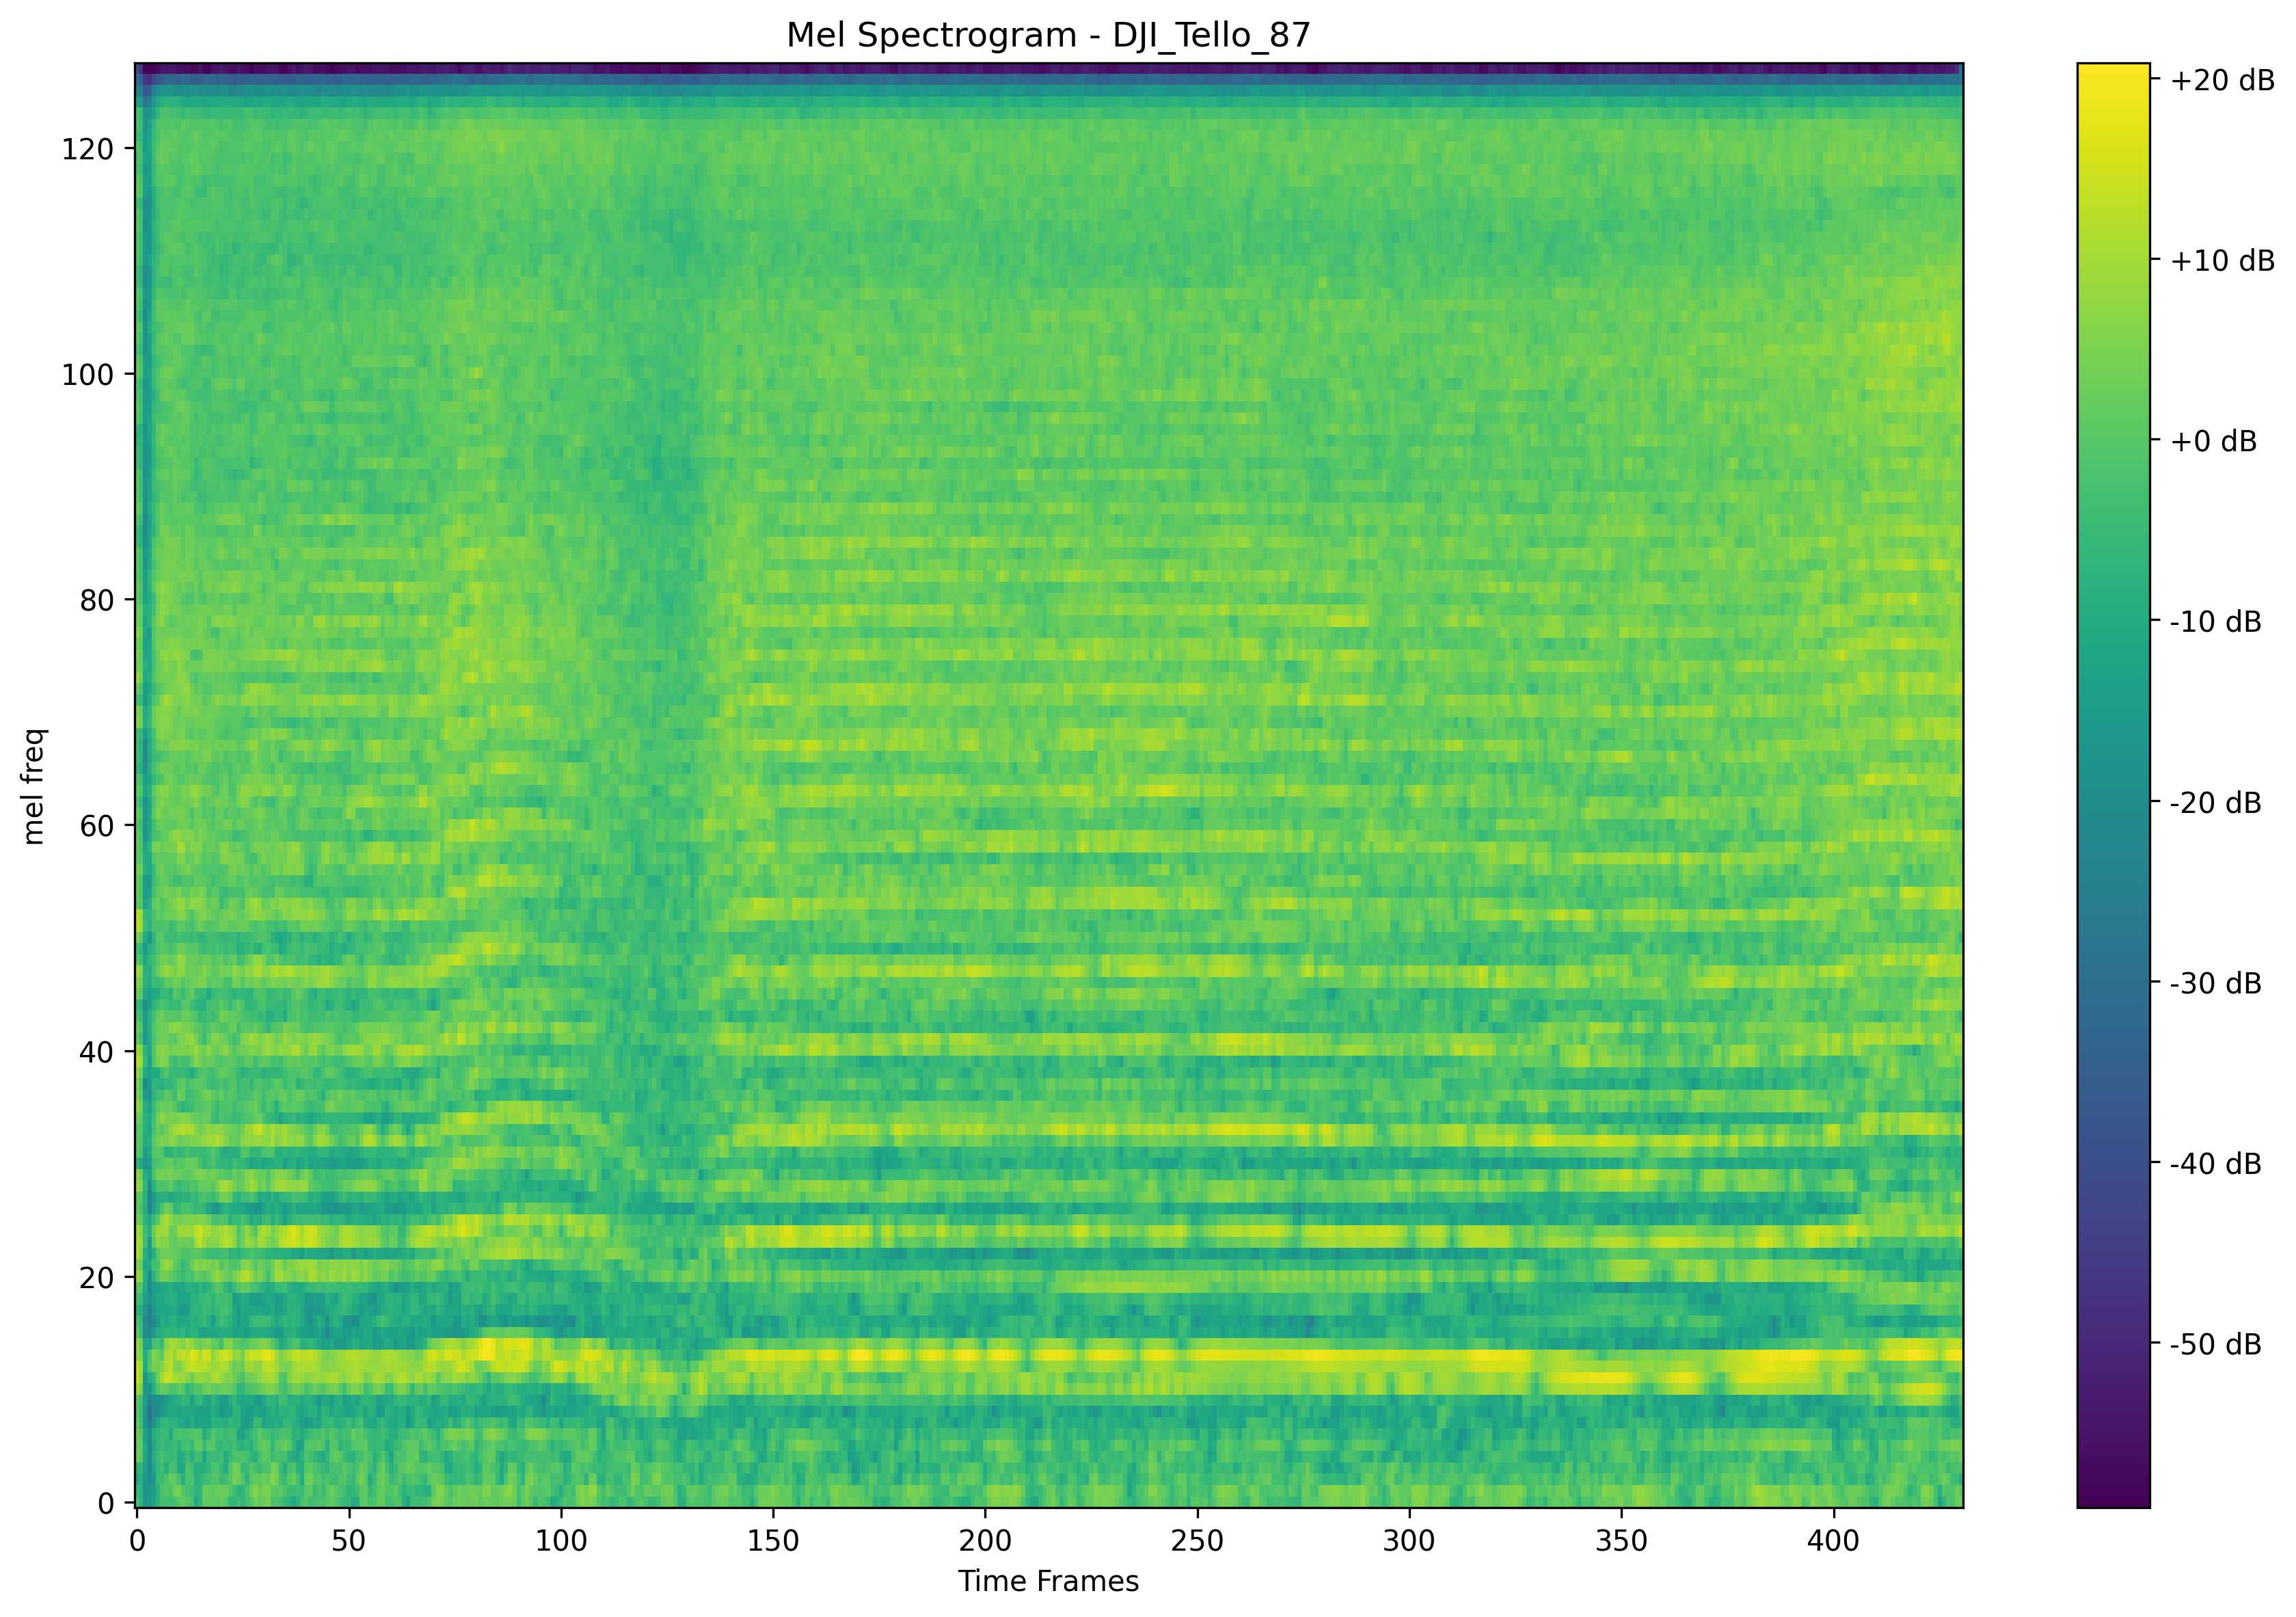 Mel Spectrogram - DJI_Tello_87
mel freq
120
100
80
60
40
20
0
0 50 100 150 200 250 300 350 400
Time Frames
+20 dB
+10 dB
+0 dB
-10 dB
-20 dB
-30 dB
-40 dB
-50 dB